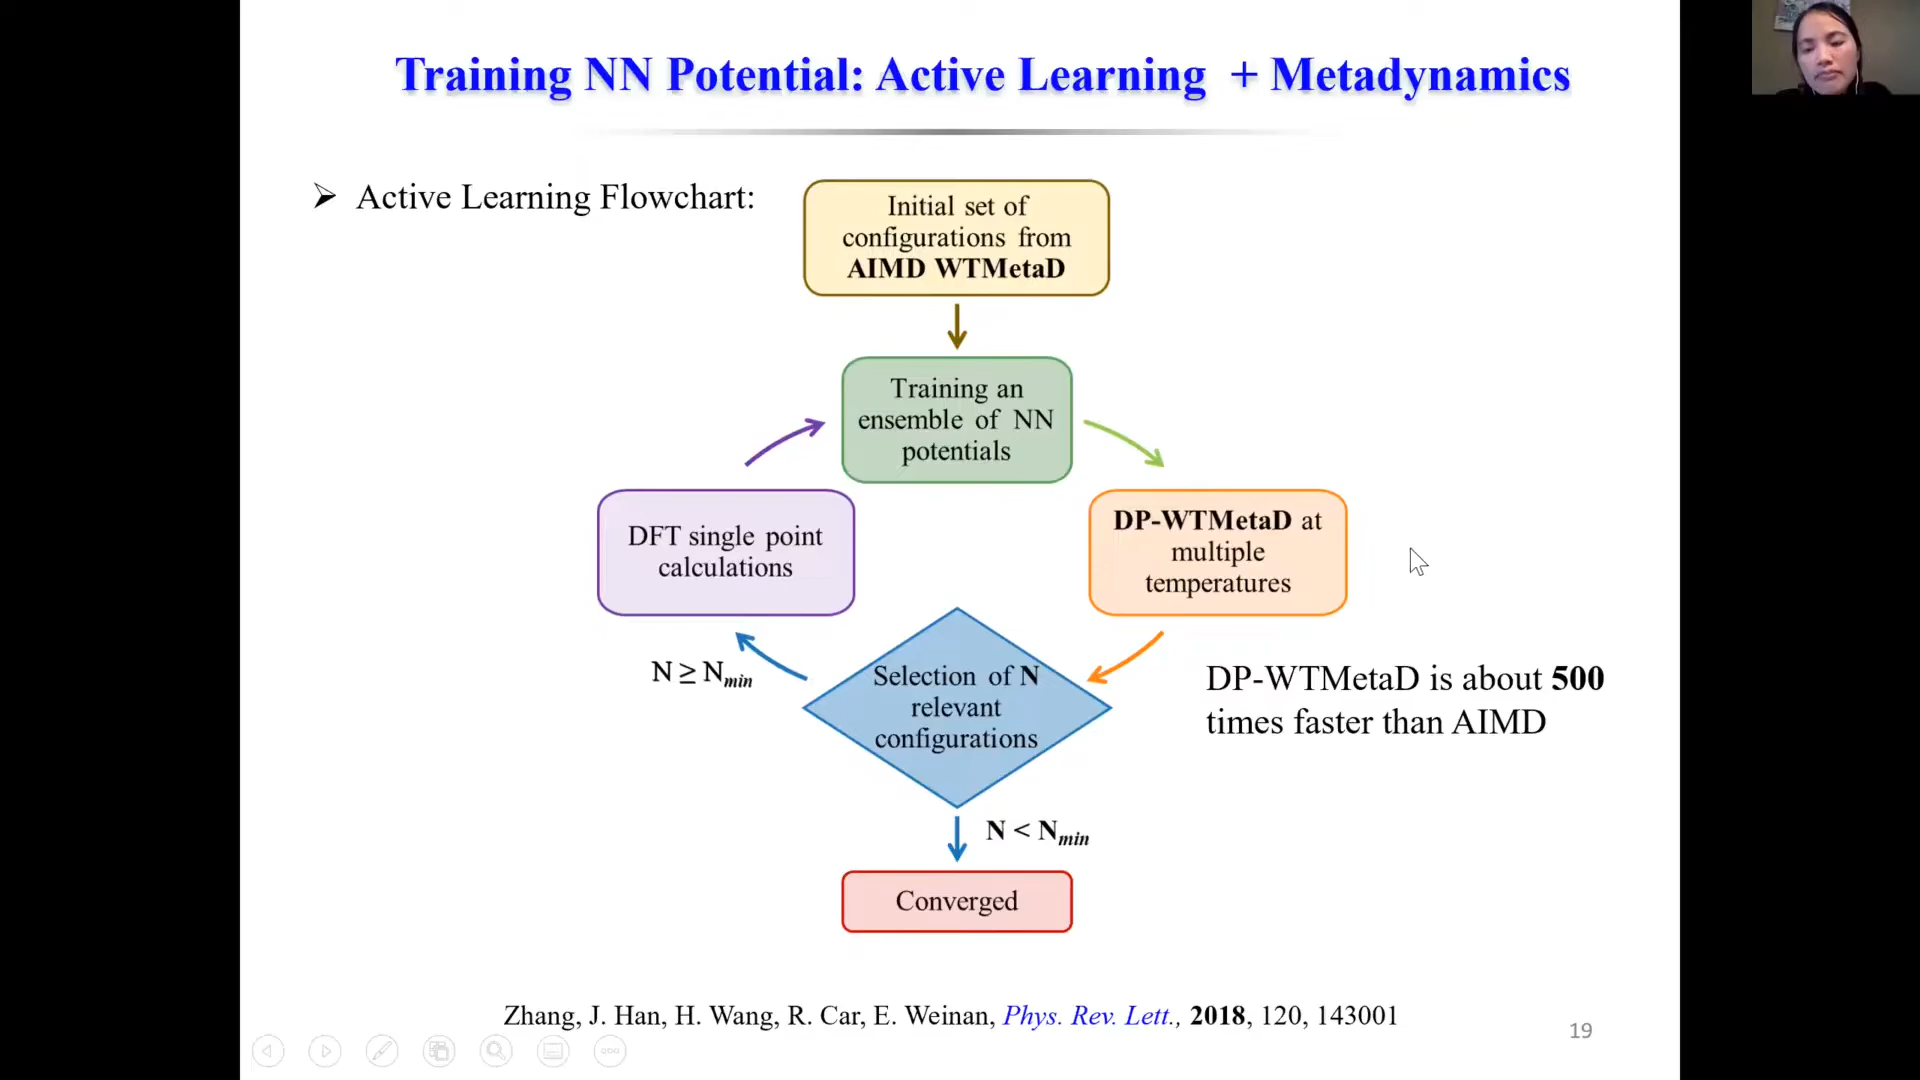 Training NN Potential: Active Learning + Metadynamics
Active Learning Flowchart:
Initial set of
configurations from
AIMD WTMetaD
Training an
ensemble of NN
potentials
DFT single point
calculations
DP-WTMetaD at
multiple
temperatures
N ≥ Nmin
Selection of N
relevant
configurations
DP-WTMetaD is about 500
times faster than AIMD
N < Nmin
Converged
Zhang, J. Han, H. Wang, R. Car, E. Weinan, Phys. Rev. Lett., 2018, 120, 143001
19